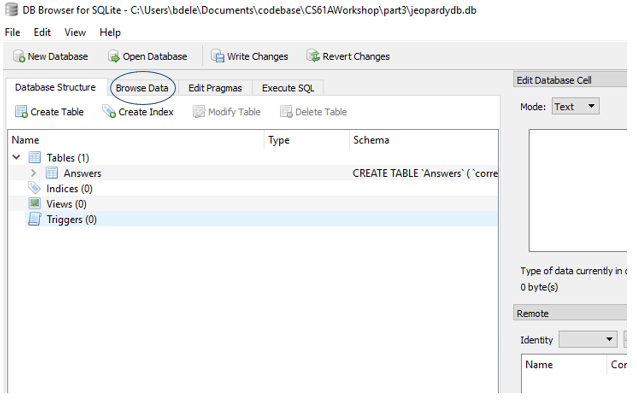 DB Browser for SQLite - C:\Users\bdele\Documents\codebase\CS61AWorkshop\part3\jeopardydb.db
File Edit View Help
New Database Open Database Write Changes Revert Changes
Database Structure Browse Data Edit Pragmas Execute SQL
Create Table Create Index Modify Table Delete Table
Name Type Schema
Tables (1)
Answers CREATE TABLE `Answers` ( `corre
Indices (0)
Views (0)
Triggers (0)
Edit Database Cell
Mode: Text
Type of data currently in c
0 byte(s)
Remote
Identity
Name Cor